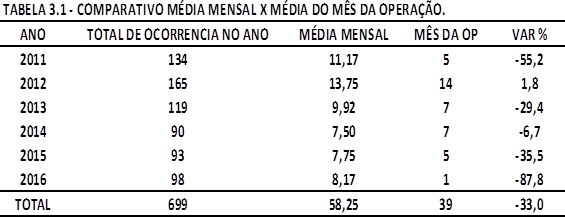 TABELA 3.1 - COMPARATIVO MÉDIA MENSAL X MÉDIA DO MÊS DA OPERAÇÃO.
ANO TOTAL DE OCORRENCIA NO ANO MÉDIA MENSAL MÊS DA OP VAR %
2011 134 11,17 5 -55,2
2012 165 13,75 14 1,8
2013 119 9,92 7 -29,4
2014 90 7,50 7 -6,7
2015 93 7,75 5 -35,5
2016 98 8,17 1 -87,8
TOTAL 699 58,25 39 -33,0